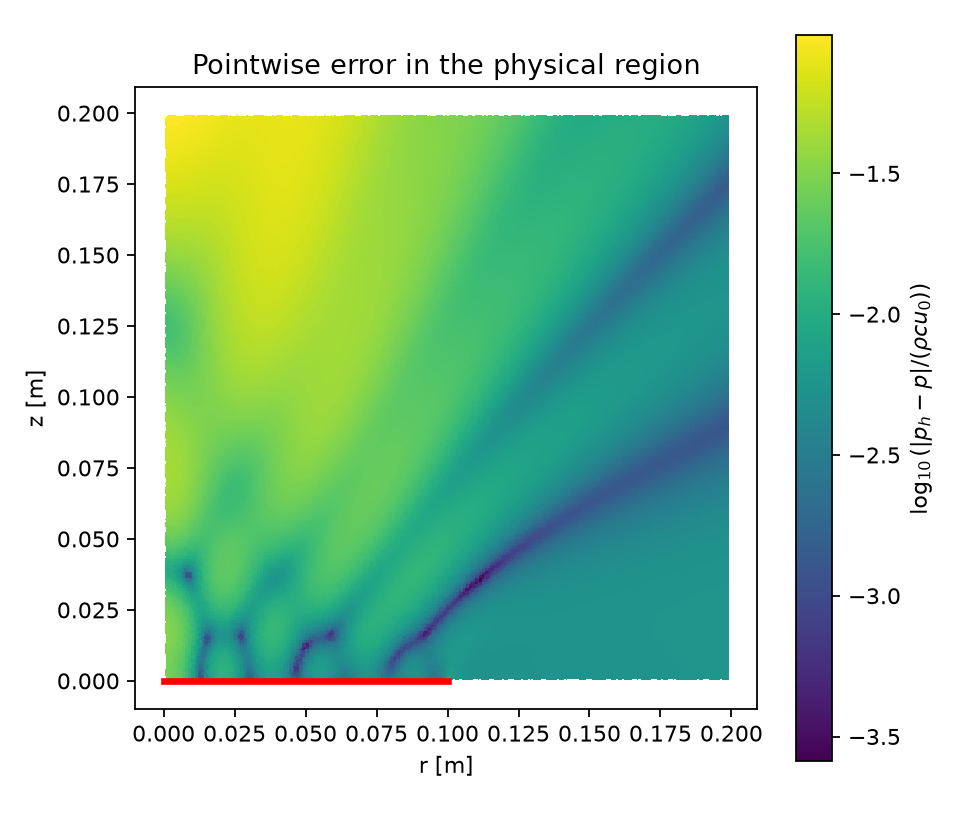 Pointwise error in the physical region
0.200
0.175
0.150
0.125
0.100
0.075
0.050
0.025
0.000
z [m]
0.000 0.025 0.050 0.075 0.100 0.125 0.150 0.175 0.200
r [m]
−1.5
−2.0
−2.5
−3.0
−3.5
log₁₀(|pₕ − p|/(ρcu₀))